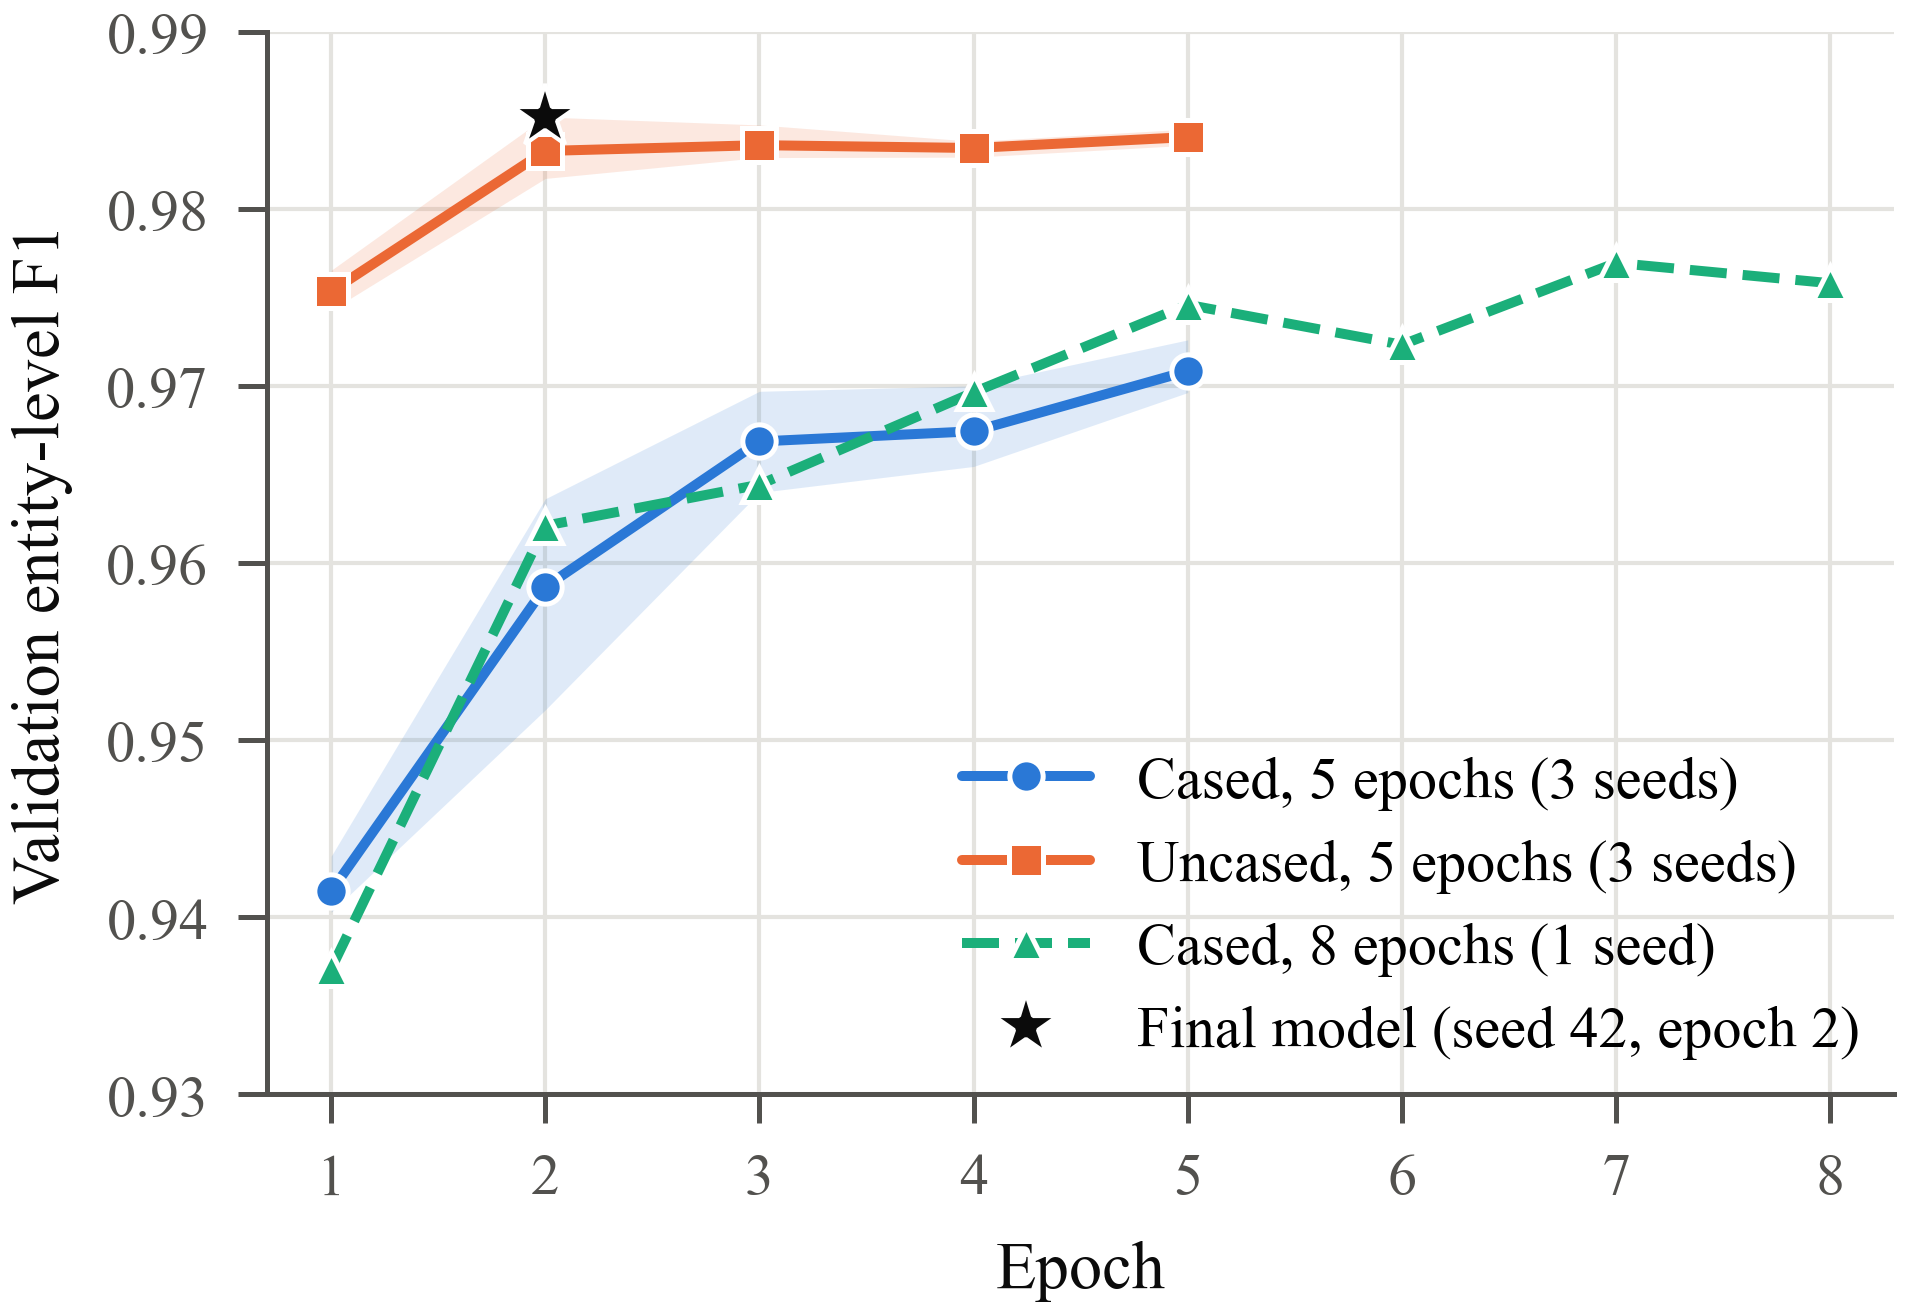 0.99
0.98
0.97
0.96
0.95
0.94
0.93
Validation entity-level F1
Cased, 5 epochs (3 seeds)
Uncased, 5 epochs (3 seeds)
Cased, 8 epochs (1 seed)
Final model (seed 42, epoch 2)
1 2 3 4 5 6 7 8
Epoch